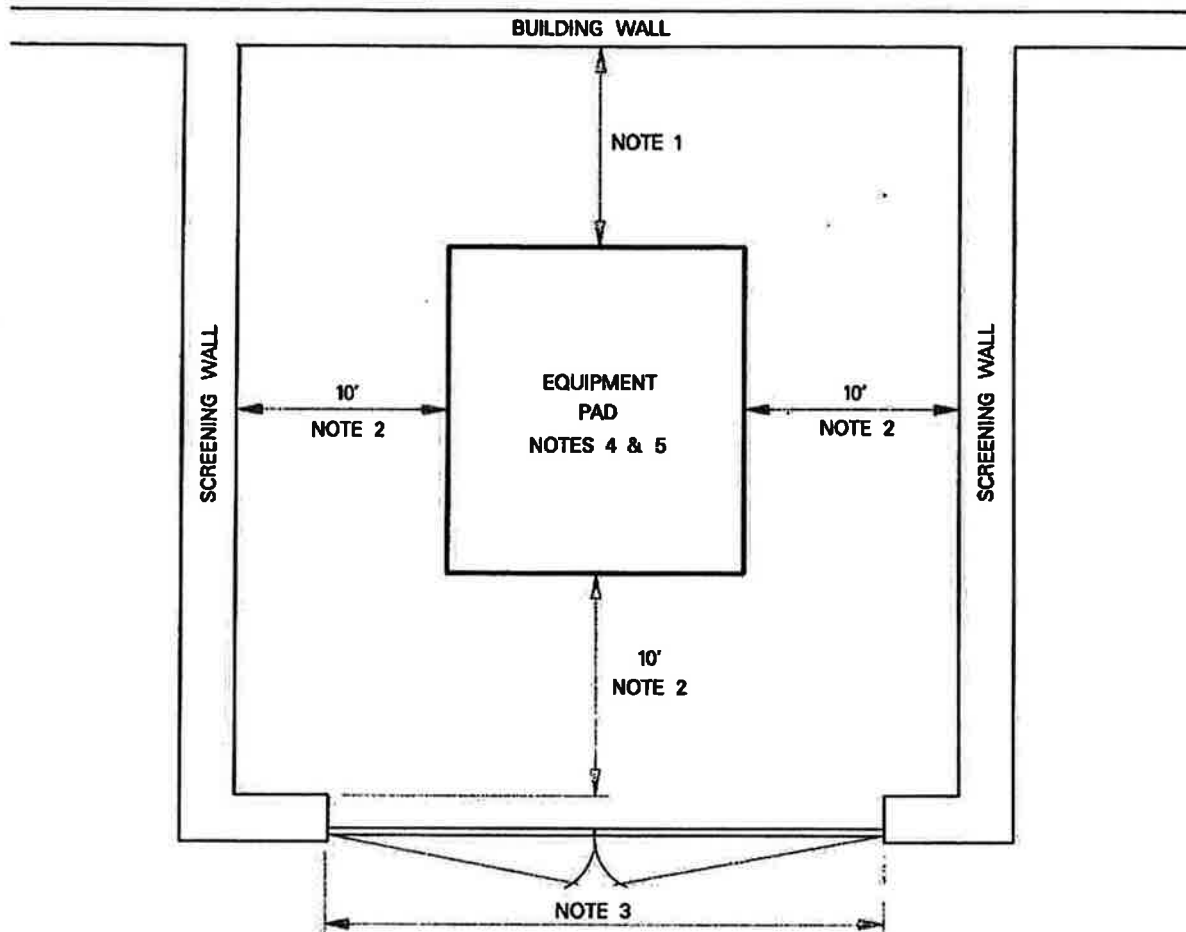 BUILDING WALL
NOTE 1
SCREENING WALL
10'
NOTE 2
EQUIPMENT
PAD
NOTES 4 & 5
10'
NOTE 2
SCREENING WALL
10'
NOTE 2
NOTE 3